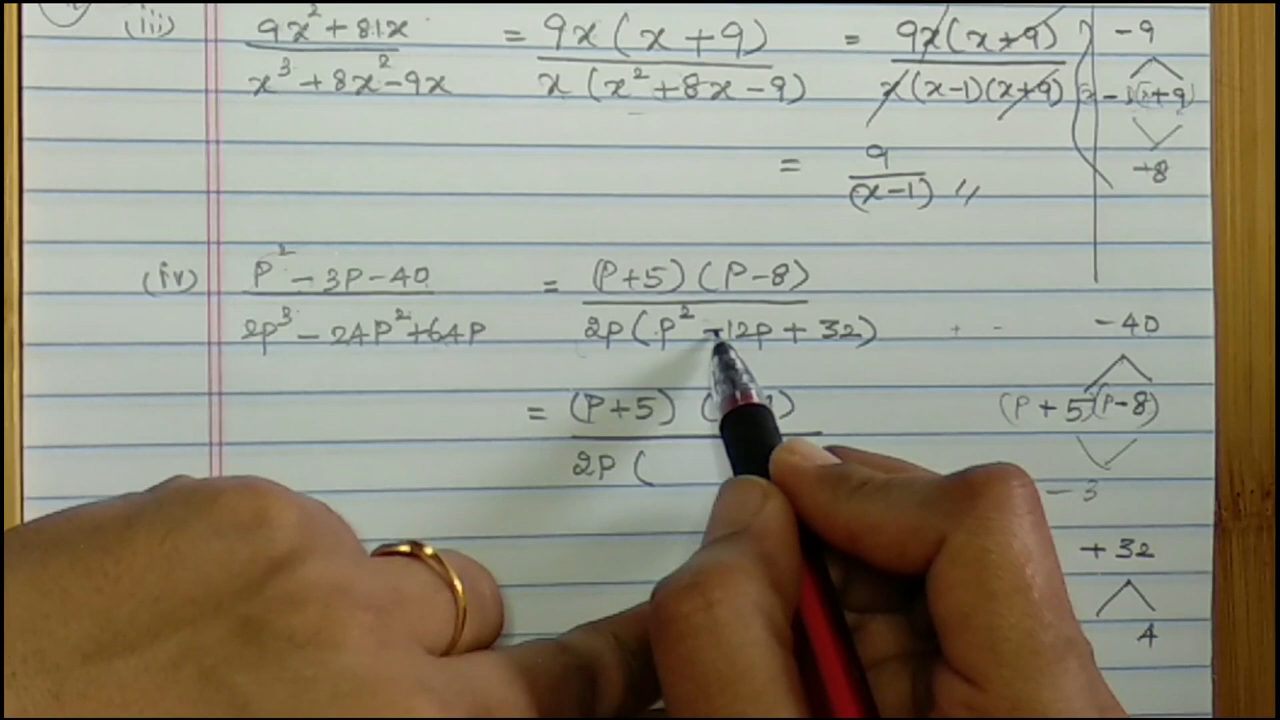 (iii) 9x² + 81x / x³ + 8x² - 9x = 9x (x + 9) / x (x² + 8x - 9) = 9x (x + 9) / x (x - 1)(x + 9)
= 9 / (x - 1) //
- 9
- 1 (x + 9)
+8
(iv) P² - 3P - 40 / 2P³ - 24P² + 64P = (P + 5) (P - 8) / 2P (P² - 12P + 32)
= (P + 5) ( ) / 2P (
+ -
- 40
(P + 5) (P - 8)
- 3
+ 32
4